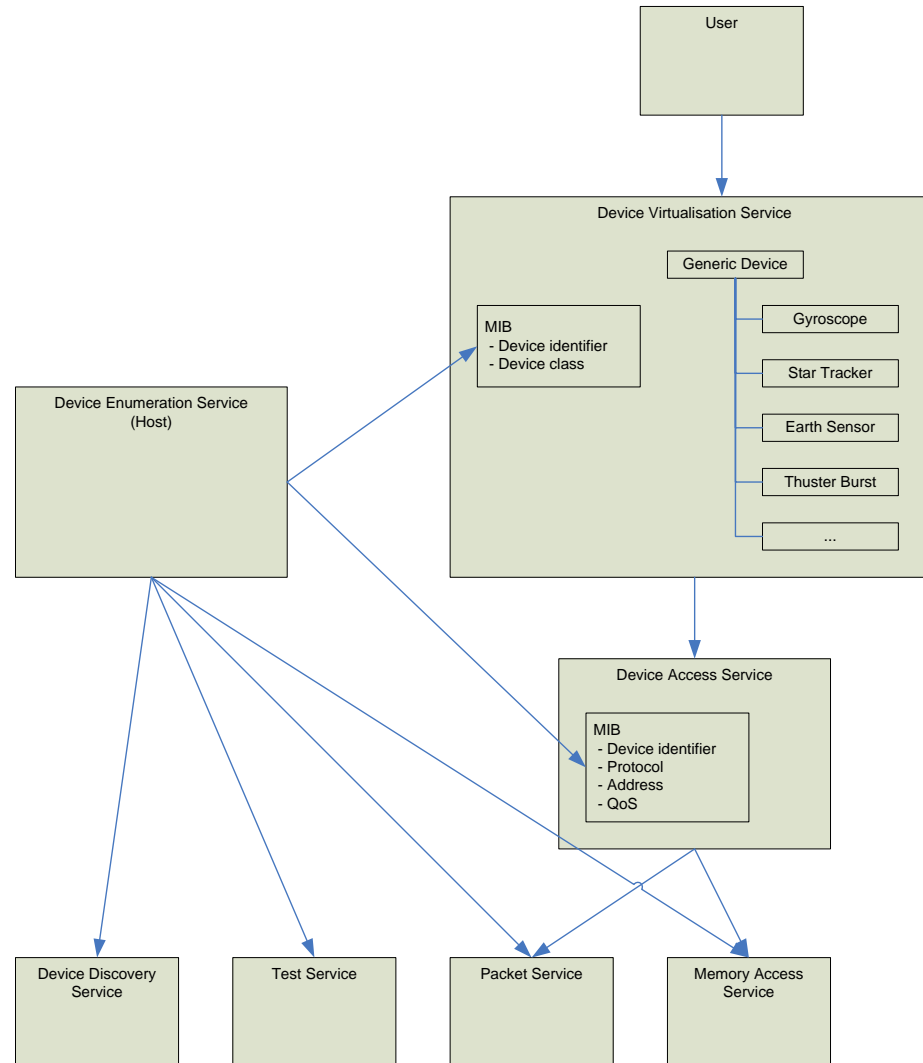 User
Device Virtualisation Service
Generic Device
Gyroscope
MIB
- Device identifier
- Device class
Star Tracker
Device Enumeration Service
(Host)
Earth Sensor
Thuster Burst
...
Device Access Service
MIB
- Device identifier
- Protocol
- Address
- QoS
Device Discovery
Service
Test Service
Packet Service
Memory Access
Service